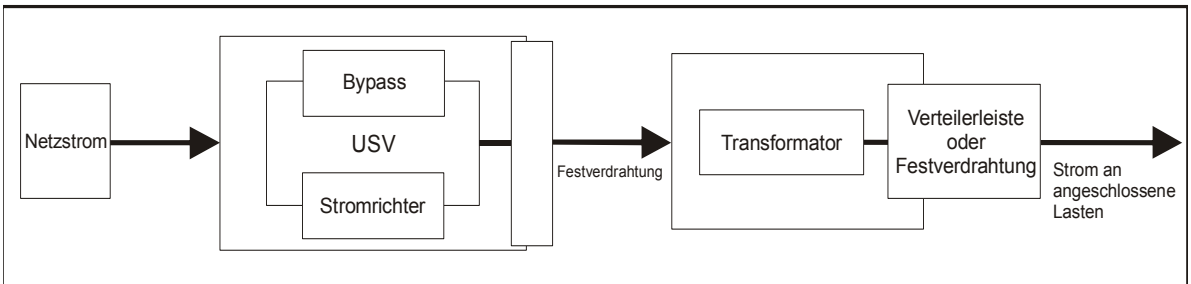 Netzstrom
Bypass
USV
Stromrichter
Festverdrahtung
Transformator
Verteilerleiste
oder
Festverdrahtung
Strom an
angeschlossene
Lasten